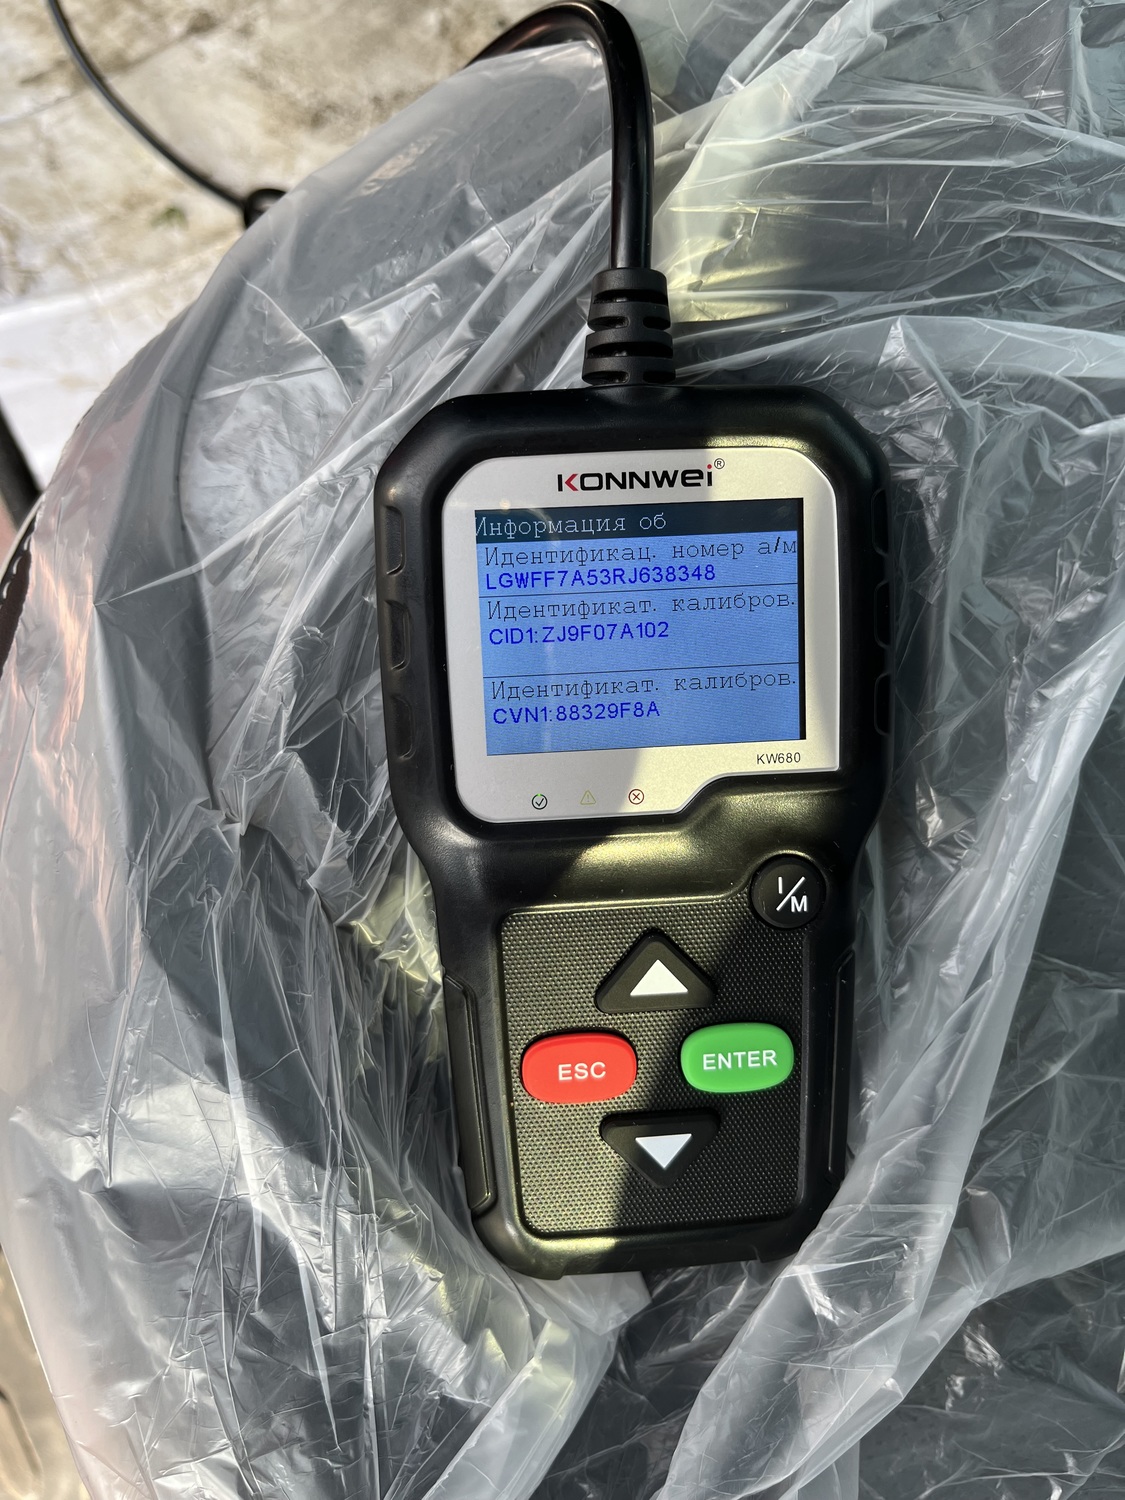 KONNWEI®
Информация об
Идентификац. номер а/м
LGWFF7A53RJ638348
Идентификат. калибров.
CID1:ZJ9F07A102
Идентификат. калибров.
CVN1:88329F8A
KW680
I/M
ESC
ENTER